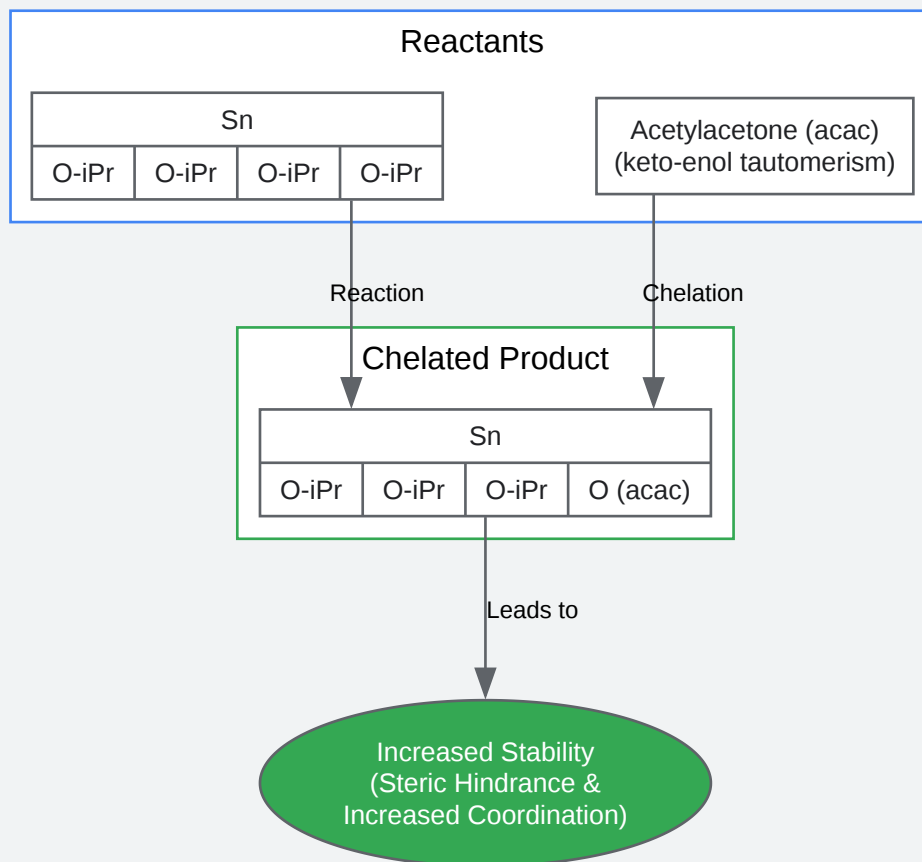 Reactants
Sn
O-iPr O-iPr O-iPr O-iPr
Acetylacetone (acac)
(keto-enol tautomerism)
Reaction
Chelation
Chelated Product
Sn
O-iPr O-iPr O-iPr O (acac)
Leads to
Increased Stability
(Steric Hindrance &
Increased Coordination)